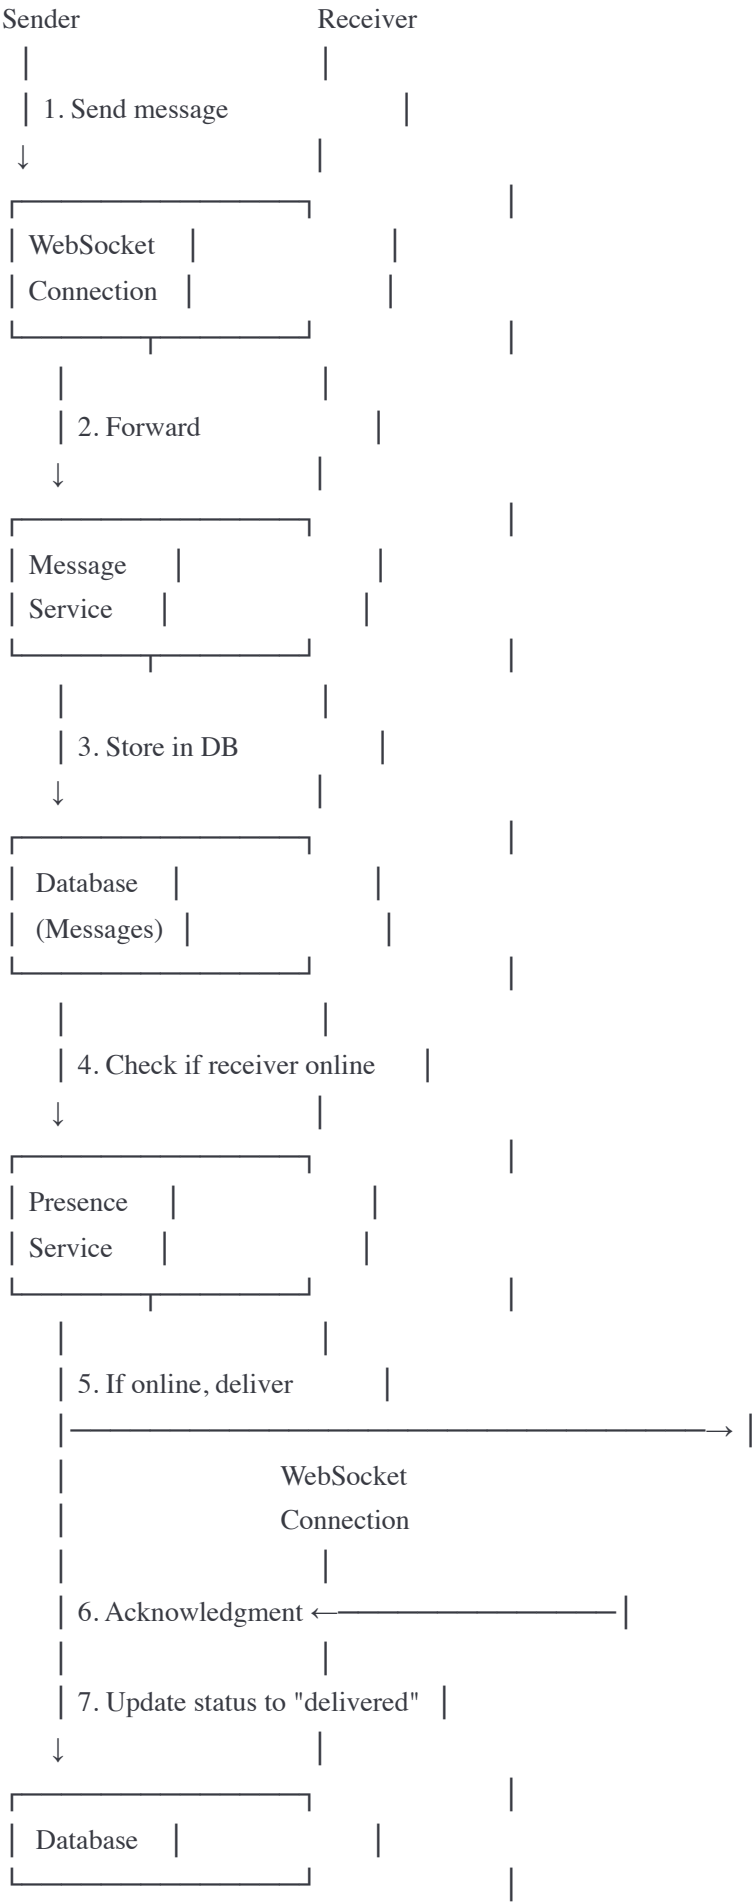 Sender Receiver
1. Send message
WebSocket
Connection
2. Forward
Message
Service
3. Store in DB
Database
(Messages)
4. Check if receiver online
Presence
Service
5. If online, deliver
WebSocket
Connection
6. Acknowledgment
7. Update status to "delivered"
Database